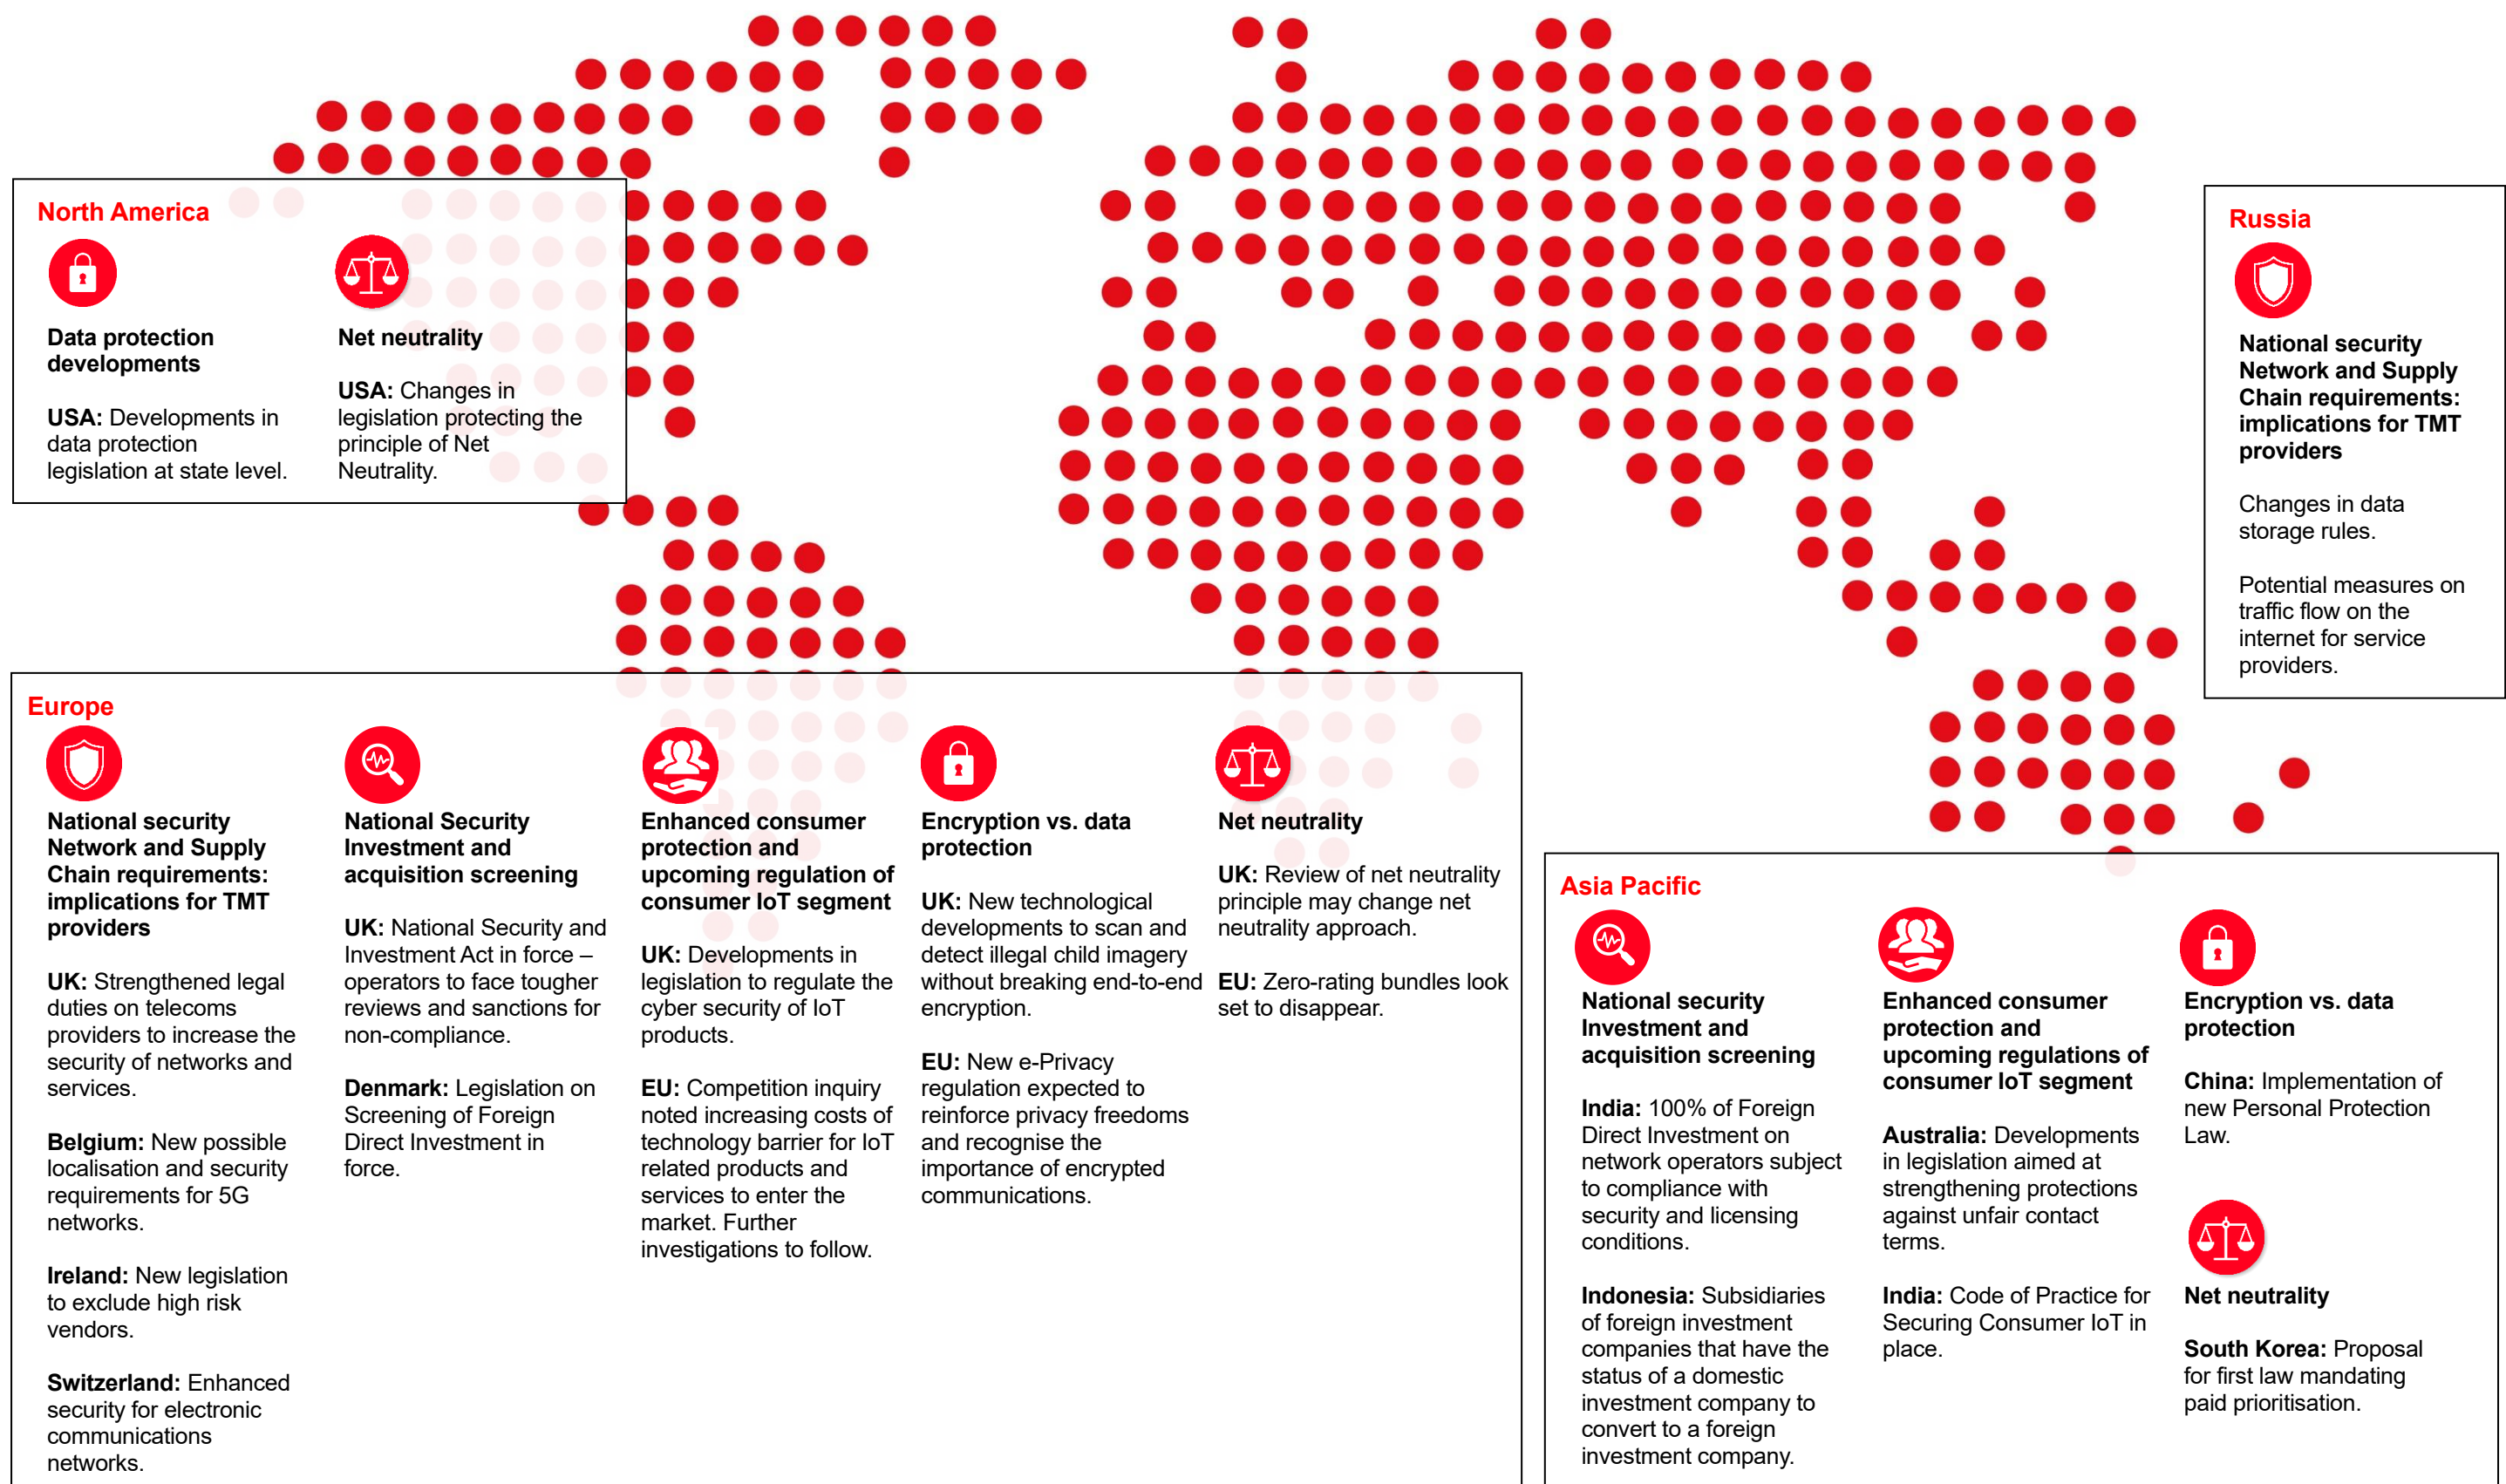 North America
Data protection
developments
USA: Developments in
data protection
legislation at state level.
Net neutrality
USA: Changes in
legislation protecting the
principle of Net
Neutrality.
Russia
National security
Network and Supply
Chain requirements:
implications for TMT
providers
Changes in data
storage rules.
Potential measures on
traffic flow on the
internet for service
providers.
Europe
National security
Network and Supply
Chain requirements:
implications for TMT
providers
UK: Strengthened legal
duties on telecoms
providers to increase the
security of networks and
services.
Belgium: New possible
localisation and security
requirements for 5G
networks.
Ireland: New legislation
to exclude high risk
vendors.
Switzerland: Enhanced
security for electronic
communications
networks.
National Security
Investment and
acquisition screening
UK: National Security and
Investment Act in force –
operators to face tougher
reviews and sanctions for
non-compliance.
Denmark: Legislation on
Screening of Foreign
Direct Investment in
force.
Enhanced consumer
protection and
upcoming regulation of
consumer IoT segment
UK: Developments in
legislation to regulate the
cyber security of IoT
products.
EU: Competition inquiry
noted increasing costs of
technology barrier for IoT
related products and
services to enter the
market. Further
investigations to follow.
Encryption vs. data
protection
UK: New technological
developments to scan and
detect illegal child imagery
without breaking end-to-end
encryption.
EU: New e-Privacy
regulation expected to
reinforce privacy freedoms
and recognise the
importance of encrypted
communications.
Net neutrality
UK: Review of net neutrality
principle may change net
neutrality approach.
EU: Zero-rating bundles look
set to disappear.
Asia Pacific
National security
Investment and
acquisition screening
India: 100% of Foreign
Direct Investment on
network operators subject
to compliance with
security and licensing
conditions.
Indonesia: Subsidiaries
of foreign investment
companies that have the
status of a domestic
investment company to
convert to a foreign
investment company.
Enhanced consumer
protection and
upcoming regulations of
consumer IoT segment
Australia: Developments
in legislation aimed at
strengthening protections
against unfair contact
terms.
India: Code of Practice for
Securing Consumer IoT in
place.
Encryption vs. data
protection
China: Implementation of
new Personal Protection
Law.
Net neutrality
South Korea: Proposal
for first law mandating
paid prioritisation.